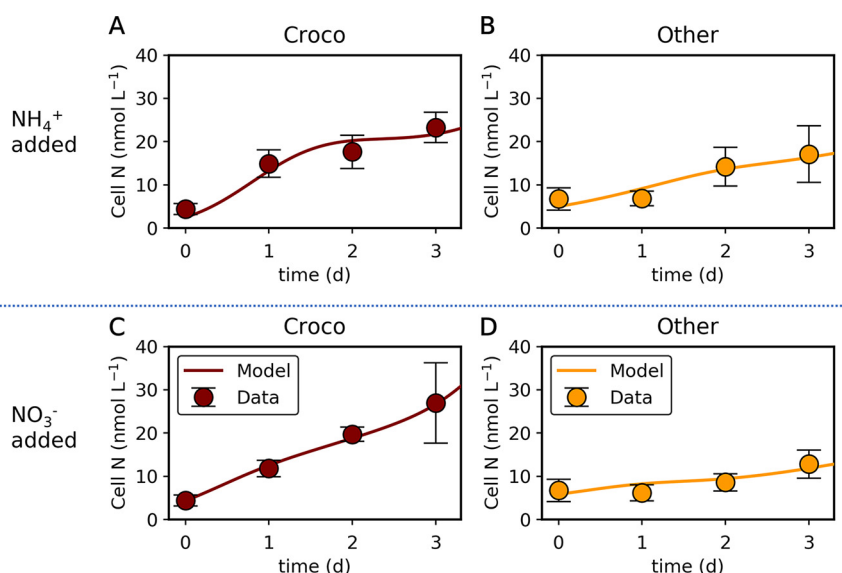 A
Croco
B
Other
NH₄⁺
added
Cell N (nmol L⁻¹)
40
30
20
10
0
0 1 2 3
time (d)
Cell N (nmol L⁻¹)
40
30
20
10
0
0 1 2 3
time (d)
C
Croco
D
Other
NO₃⁻
added
Cell N (nmol L⁻¹)
40
30
20
10
0
Model
Data
0 1 2 3
time (d)
Cell N (nmol L⁻¹)
40
30
20
10
0
Model
Data
0 1 2 3
time (d)